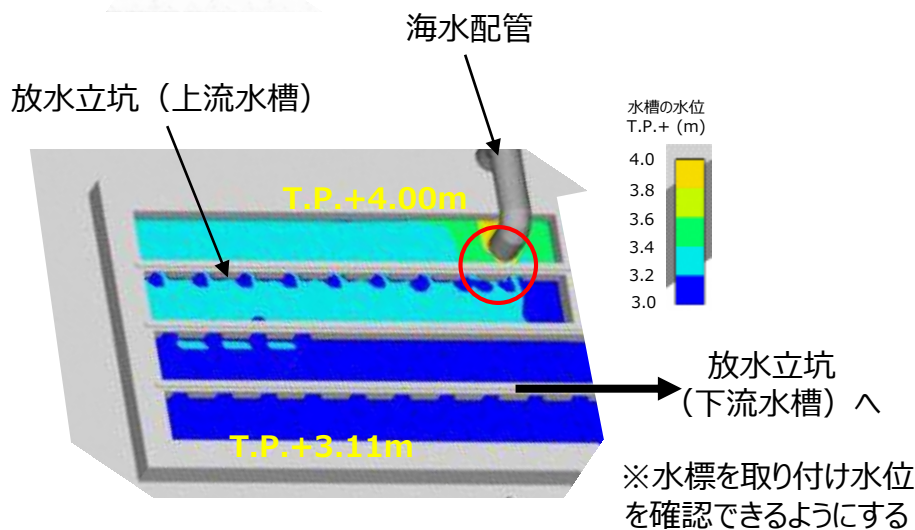 海水配管
放水立坑（上流水槽）
水槽の水位
T.P.+ (m)
4.0
3.8
3.6
3.4
3.2
3.0
T.P.+4.00m
放水立坑
（下流水槽）へ
T.P.+3.11m
※水標を取り付け水位
を確認できるようにする